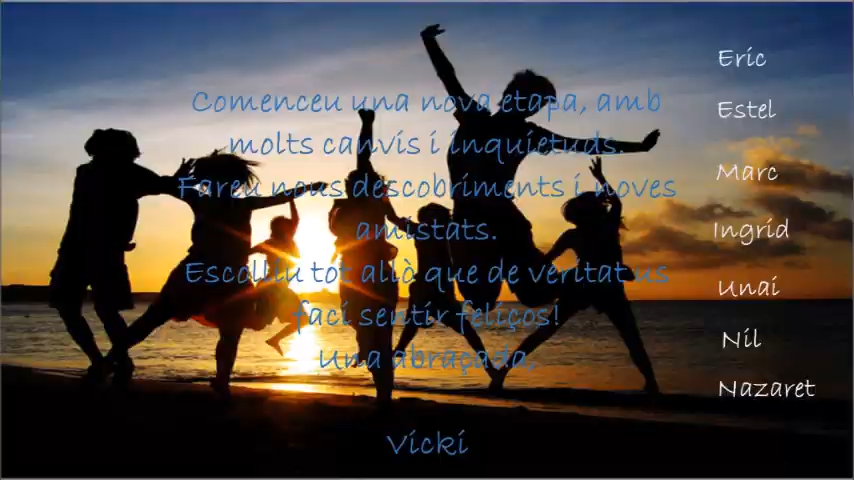 Comenceu una nova etapa, amb
molts canvis i inquietuds.
Fareu nous descobriments i noves
amistats.
Escolliu tot allò que de veritat us
faci sentir feliços!
Una abraçada,
Vicki
Eric
Estel
Marc
Ingrid
Unai
Nil
Nazaret